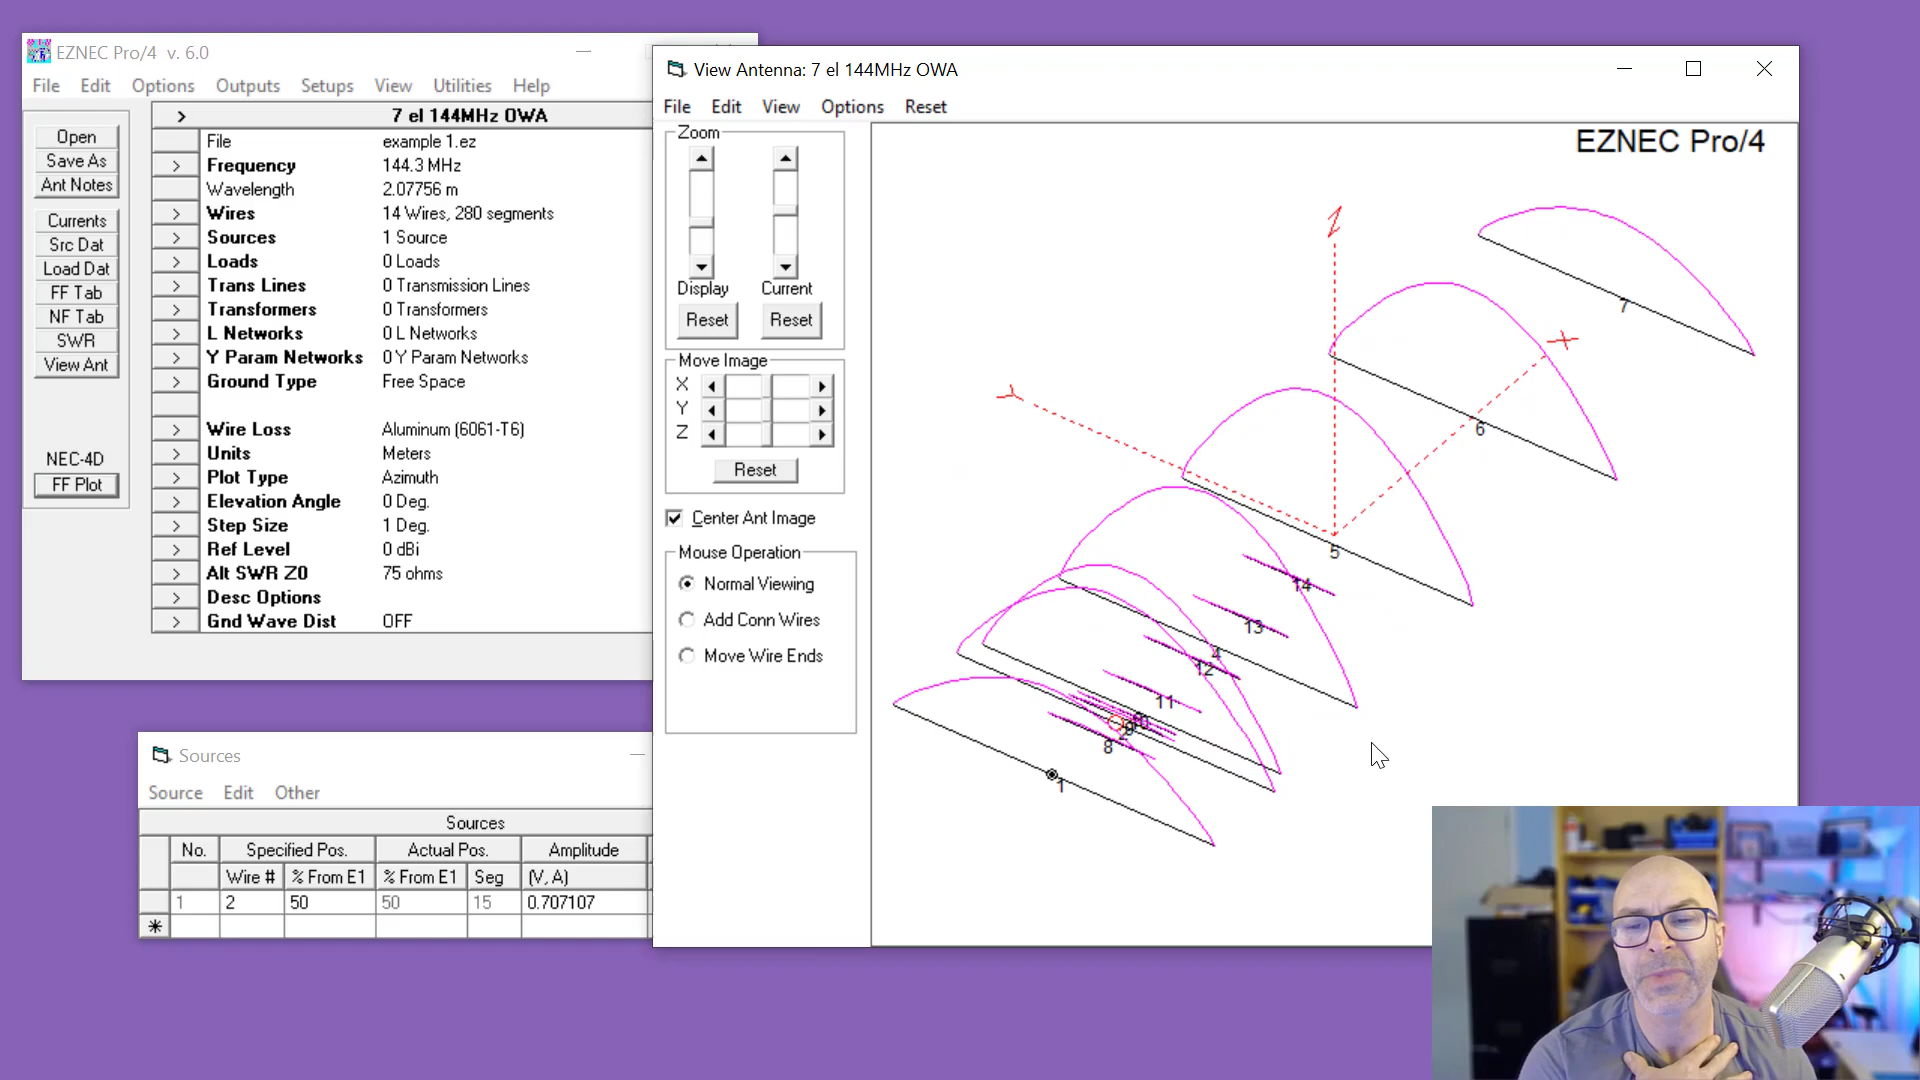 EZNEC Pro/4 v. 6.0
File Edit Options Outputs Setups View Utilities Help
Open
Save As
Ant Notes
Currents
Src Dat
Load Dat
FF Tab
NF Tab
SWR
View Ant
NEC-4D
FF Plot
> 7 el 144MHz OWA
File example 1.ez
> Frequency 144.3 MHz
Wavelength 2.07756 m
> Wires 14 Wires, 280 segments
> Sources 1 Source
> Loads 0 Loads
> Trans Lines 0 Transmission Lines
> Transformers 0 Transformers
> L Networks 0 L Networks
> Y Param Networks 0 Y Param Networks
> Ground Type Free Space
> Wire Loss Aluminum (6061-T6)
> Units Meters
> Plot Type Azimuth
> Elevation Angle 0 Deg.
> Step Size 1 Deg.
> Ref Level 0 dBi
> Alt SWR Z0 75 ohms
> Desc Options
> Gnd Wave Dist OFF
Sources
Source Edit Other
Sources
No. Specified Pos. Actual Pos. Amplitude
Wire # % From E1 % From E1 Seg (V, A)
1 2 50 50 15 0.707107
View Antenna: 7 el 144MHz OWA
File Edit View Options Reset
Zoom
Display Current
Reset Reset
Move Image
X
Y
Z
Reset
Center Ant Image
Mouse Operation
Normal Viewing
Add Conn Wires
Move Wire Ends
EZNEC Pro/4
Z
7
X
Y
6
5
14
13
4
12
11
8
1